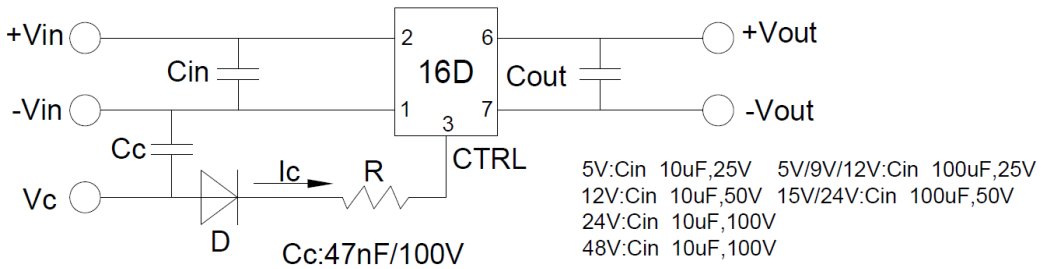 +Vin
2
6
+Vout
Cin
16D
Cout
-Vin
1
7
-Vout
3
Cc
CTRL
Ic
R
Vc
D
Cc:47nF/100V
5V:Cin 10uF,25V 5V/9V/12V:Cin 100uF,25V
12V:Cin 10uF,50V 15V/24V:Cin 100uF,50V
24V:Cin 10uF,100V
48V:Cin 10uF,100V